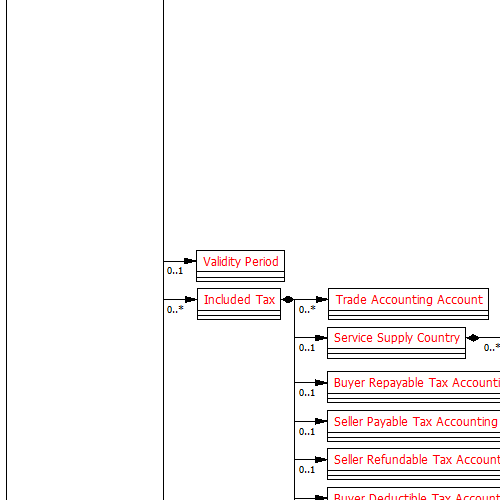 Validity Period
0..1
Included Tax
0..*
Trade Accounting Account
0..*
Service Supply Country
0..1
0..*
Buyer Repayable Tax Accounti
0..1
Seller Payable Tax Accounting
0..1
Seller Refundable Tax Account
0..1
Buyer Deductible Tax Account